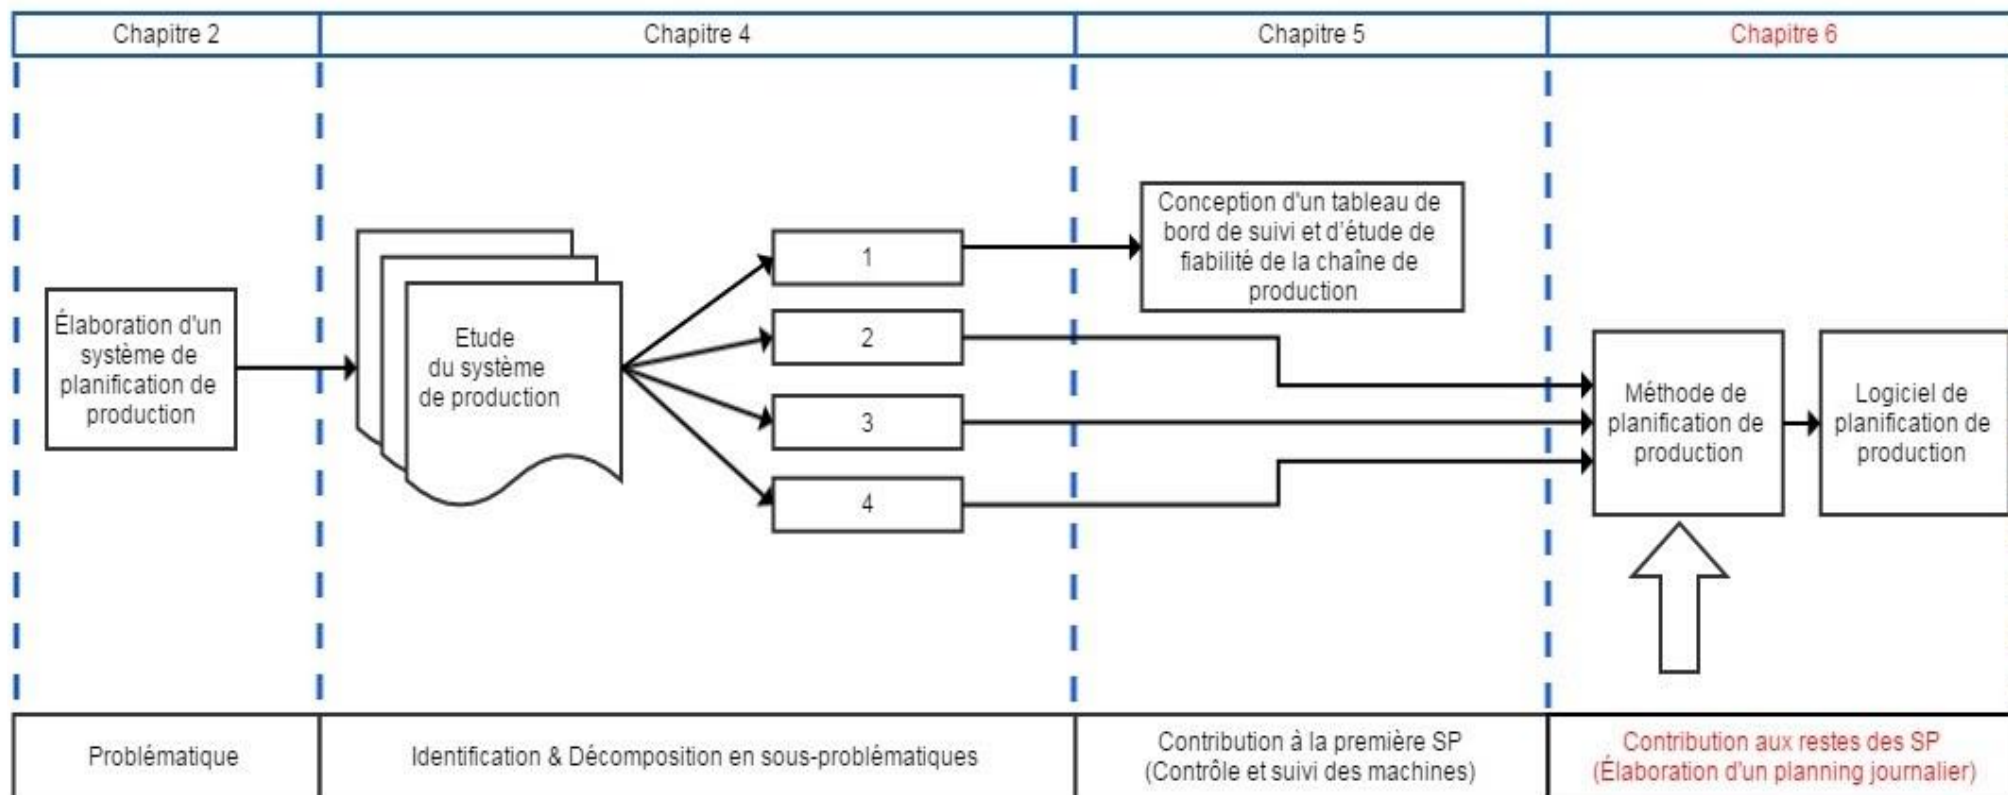 Chapitre 2
Chapitre 4
Chapitre 5
Chapitre 6
Élaboration d'un
système de
planification de
production
Etude
du système
de production
1
2
3
4
Conception d'un tableau de
bord de suivi et d'étude de
fiabilité de la chaîne de
production
Méthode de
planification de
production
Logiciel de
planification de
production
Problématique
Identification & Décomposition en sous-problématiques
Contribution à la première SP
(Contrôle et suivi des machines)
Contribution aux restes des SP
(Élaboration d'un planning journalier)